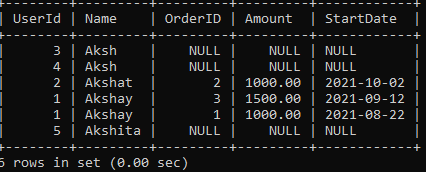 UserId | Name | OrderID | Amount | StartDate
3 | Aksh | NULL | NULL | NULL
4 | Aksh | NULL | NULL | NULL
2 | Akshat | 2 | 1000.00 | 2021-10-02
1 | Akshay | 3 | 1500.00 | 2021-09-12
1 | Akshay | 1 | 1000.00 | 2021-08-22
5 | Akshita | NULL | NULL | NULL
6 rows in set (0.00 sec)